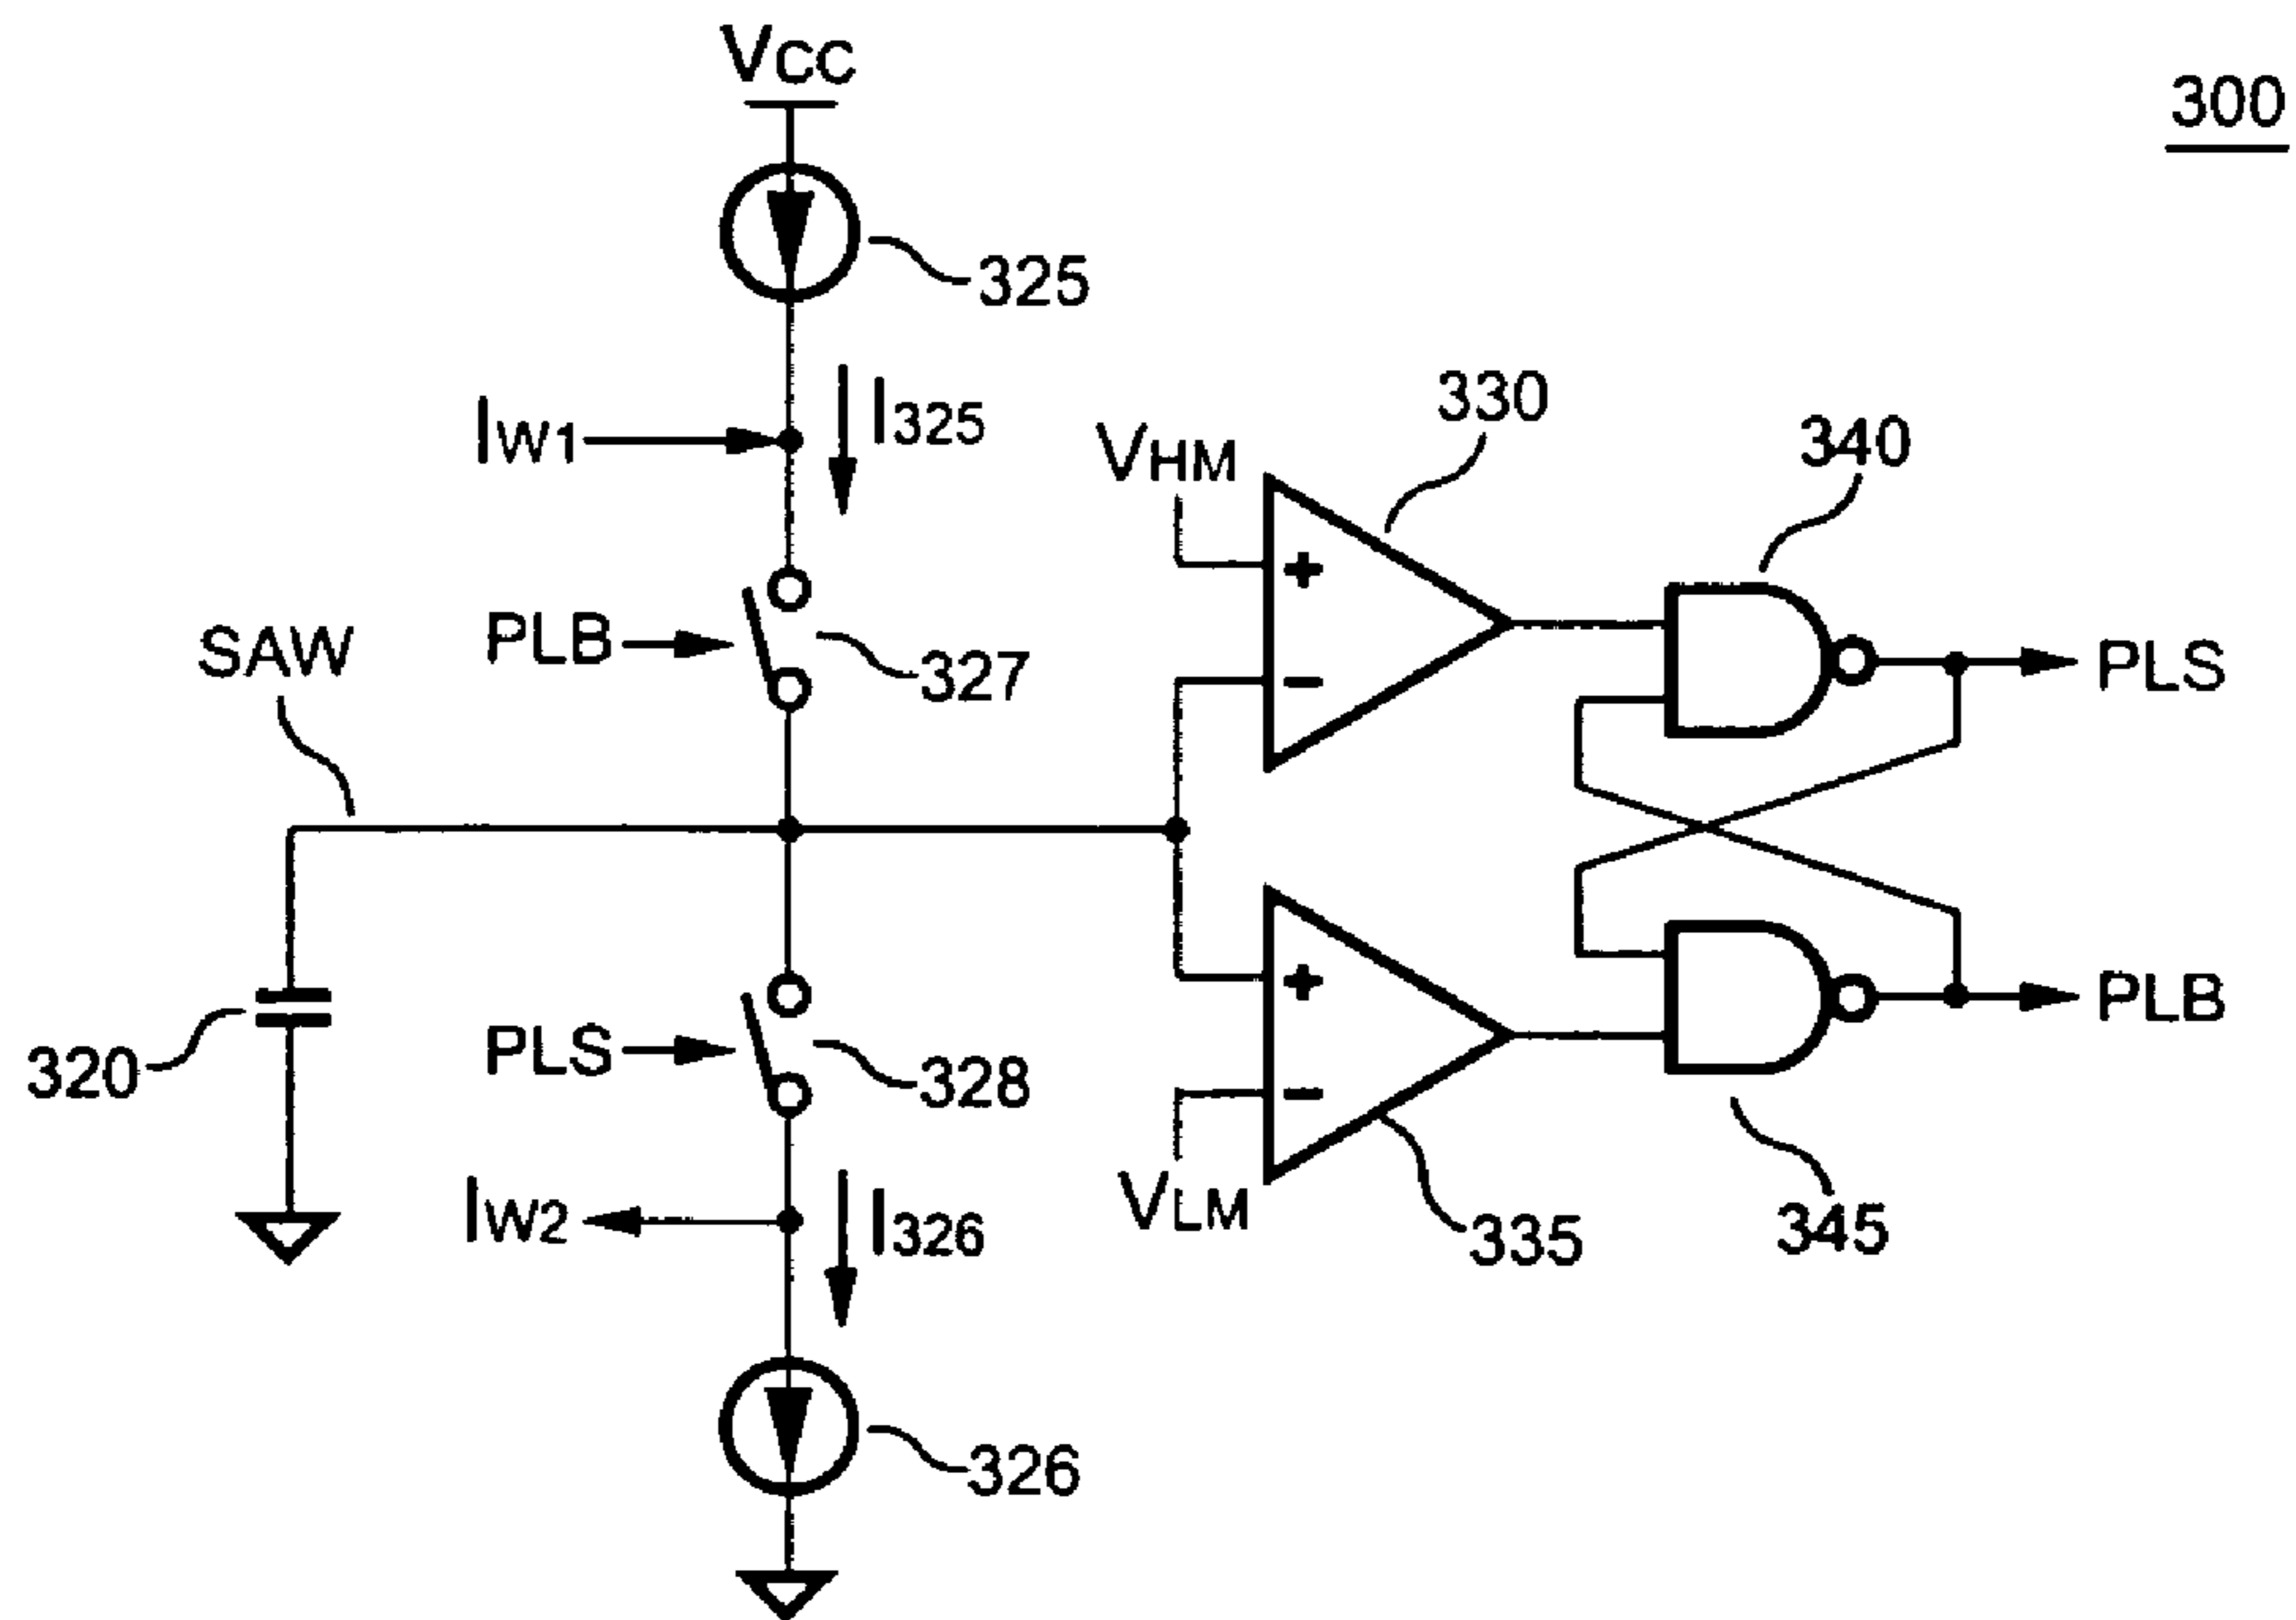 VCC
300
325
IW1
I325
VHM
330
340
SAW
PLB
327
+
-
PLS
320
PLS
328
+
-
PLB
IW2
I326
VLM
335
345
326